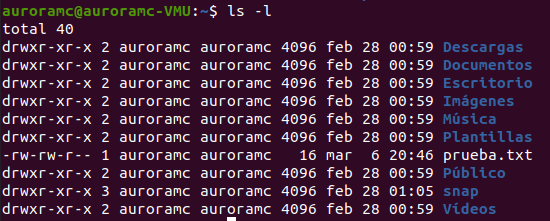 auroramc@auroramc-VMU:~$ ls -l
total 40
drwxr-xr-x 2 auroramc auroramc 4096 feb 28 00:59 Descargas
drwxr-xr-x 2 auroramc auroramc 4096 feb 28 00:59 Documentos
drwxr-xr-x 2 auroramc auroramc 4096 feb 28 00:59 Escritorio
drwxr-xr-x 2 auroramc auroramc 4096 feb 28 00:59 Imágenes
drwxr-xr-x 2 auroramc auroramc 4096 feb 28 00:59 Música
drwxr-xr-x 2 auroramc auroramc 4096 feb 28 00:59 Plantillas
-rw-rw-r-- 1 auroramc auroramc   16 mar  6 20:46 prueba.txt
drwxr-xr-x 2 auroramc auroramc 4096 feb 28 00:59 Público
drwxr-xr-x 3 auroramc auroramc 4096 feb 28 01:05 snap
drwxr-xr-x 2 auroramc auroramc 4096 feb 28 00:59 Vídeos